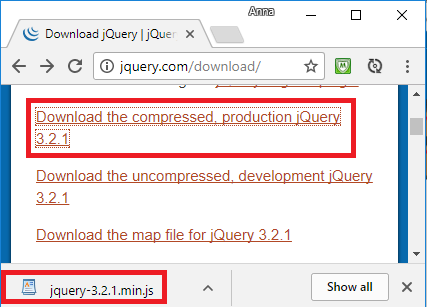 Anna
Download jQuery | jQuer
jquery.com/download/
Download the compressed, production jQuery
3.2.1
Download the uncompressed, development jQuery
3.2.1
Download the map file for jQuery 3.2.1
jquery-3.2.1.min.js
Show all